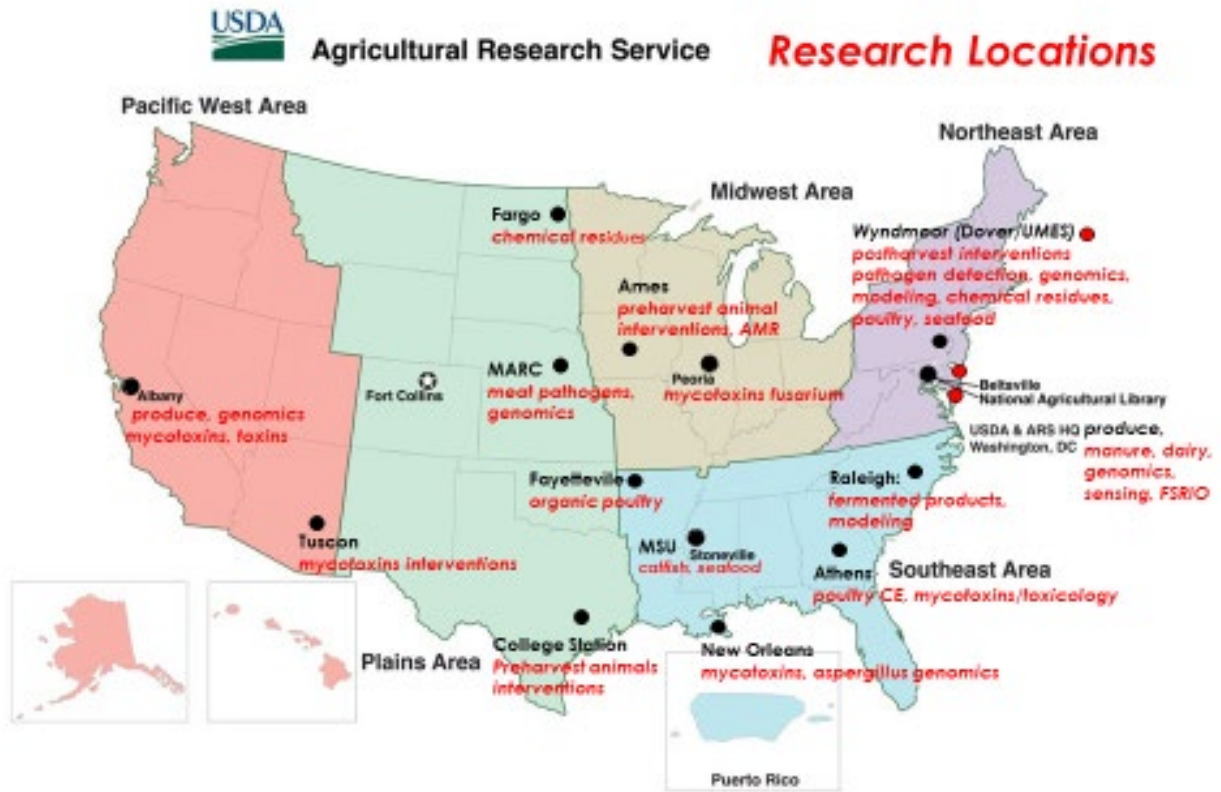 USDA
Agricultural Research Service
Research Locations
Pacific West Area
Northeast Area
Midwest Area
Fargo
chemical residues
Wyndmoor (Dover/UMES)
postharvest interventions
pathogen detection, genomics,
modeling, chemical residues,
poultry, seafood
Ames
preharvest animal
interventions, AMR
MARC
meat pathogens,
genomics
Peoria
mycotoxins fusarium
Fort Collins
Albany
produce, genomics
mycotoxins, toxins
Beltsville
National Agricultural Library
USDA & ARS HQ
Washington, DC
produce,
manure, dairy,
genomics,
sensing, FSRIO
Fayetteville
organic poultry
Raleigh:
fermented products,
modeling
Tuscon
mycotoxins interventions
MSU
Stoneville
catfish, seafood
Athens
Southeast Area
poultry CE, mycotoxins/toxicology
College Station
Preharvest animals
interventions
Plains Area
New Orleans
mycotoxins, aspergillus genomics
Puerto Rico